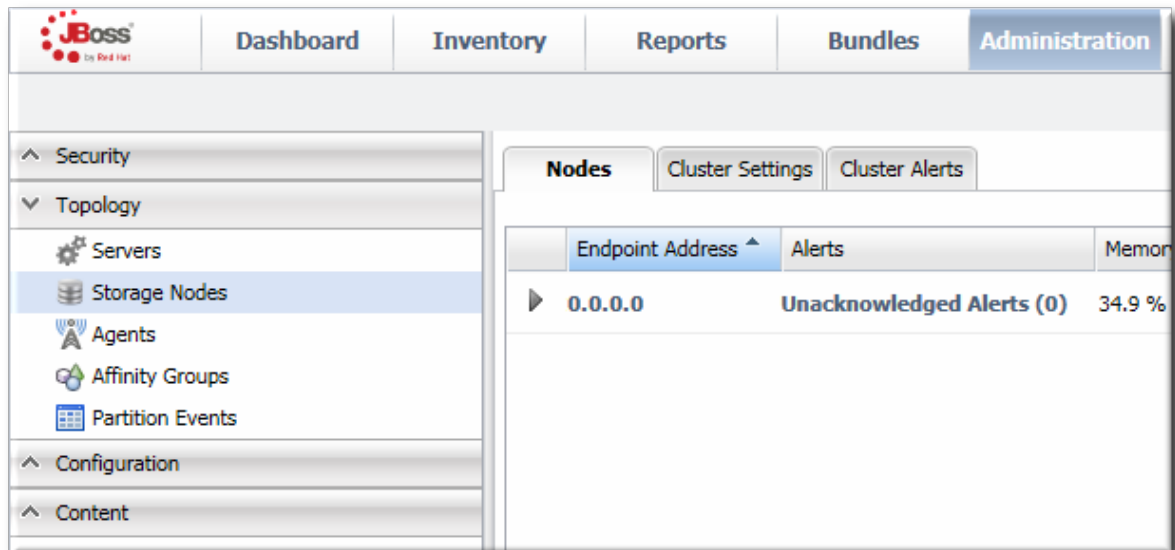 JBoss
by Red Hat
Dashboard
Inventory
Reports
Bundles
Administration
Security
Topology
Servers
Storage Nodes
Agents
Affinity Groups
Partition Events
Configuration
Content
Nodes
Cluster Settings
Cluster Alerts
Endpoint Address
Alerts
Memor
0.0.0.0
Unacknowledged Alerts (0)
34.9 %